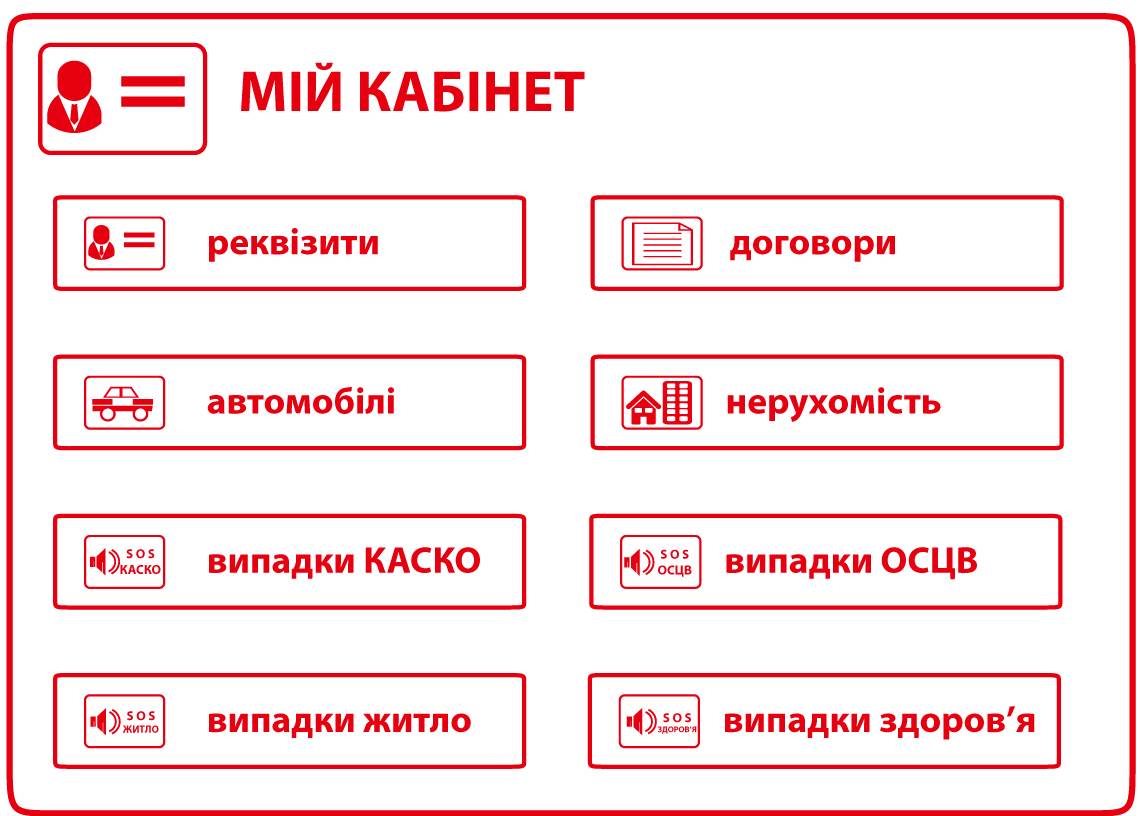 МІЙ КАБІНЕТ
реквізити
договори
автомобілі
нерухомість
SOS
КАСКО
випадки КАСКО
SOS
ОСЦВ
випадки ОСЦВ
SOS
ЖИТЛО
випадки житло
SOS
ЗДОРОВ'Я
випадки здоров’я